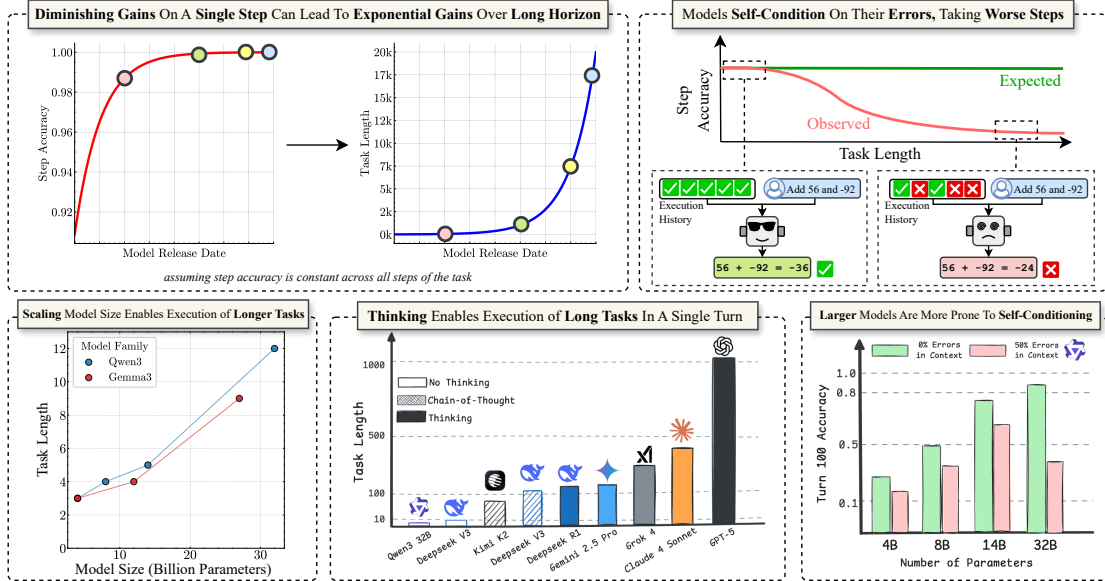 Diminishing Gains On A Single Step Can Lead To Exponential Gains Over Long Horizon
1.00
0.98
0.96
0.94
0.92
Step Accuracy
Model Release Date
20k
17k
15k
12k
10k
7k
5k
2k
0k
Task Length
Model Release Date
assuming step accuracy is constant across all steps of the task
Models Self-Condition On Their Errors, Taking Worse Steps
Step
Accuracy
Expected
Observed
Task Length
Add 56 and -92
Execution
History
56 + -92 = -36
Add 56 and -92
Execution
History
56 + -92 = -24
Scaling Model Size Enables Execution of Longer Tasks
Model Family
Qwen3
Gemma3
12
10
8
6
4
2
0
Task Length
10
20
30
Model Size (Billion Parameters)
Thinking Enables Execution of Long Tasks In A Single Turn
1000
500
100
10
Task Length
No Thinking
Chain-of-Thought
Thinking
Qwen3 32B
Deepseek V3
Kimi K2
Deepseek V3
Deepseek R1
Gemini 2.5 Pro
Grok 4
Claude 4 Sonnet
GPT-5
Larger Models Are More Prone To Self-Conditioning
0% Errors
in Context
50% Errors
in Context
1.0
0.8
0.5
0.1
Turn 100 Accuracy
4B
8B
14B
32B
Number of Parameters